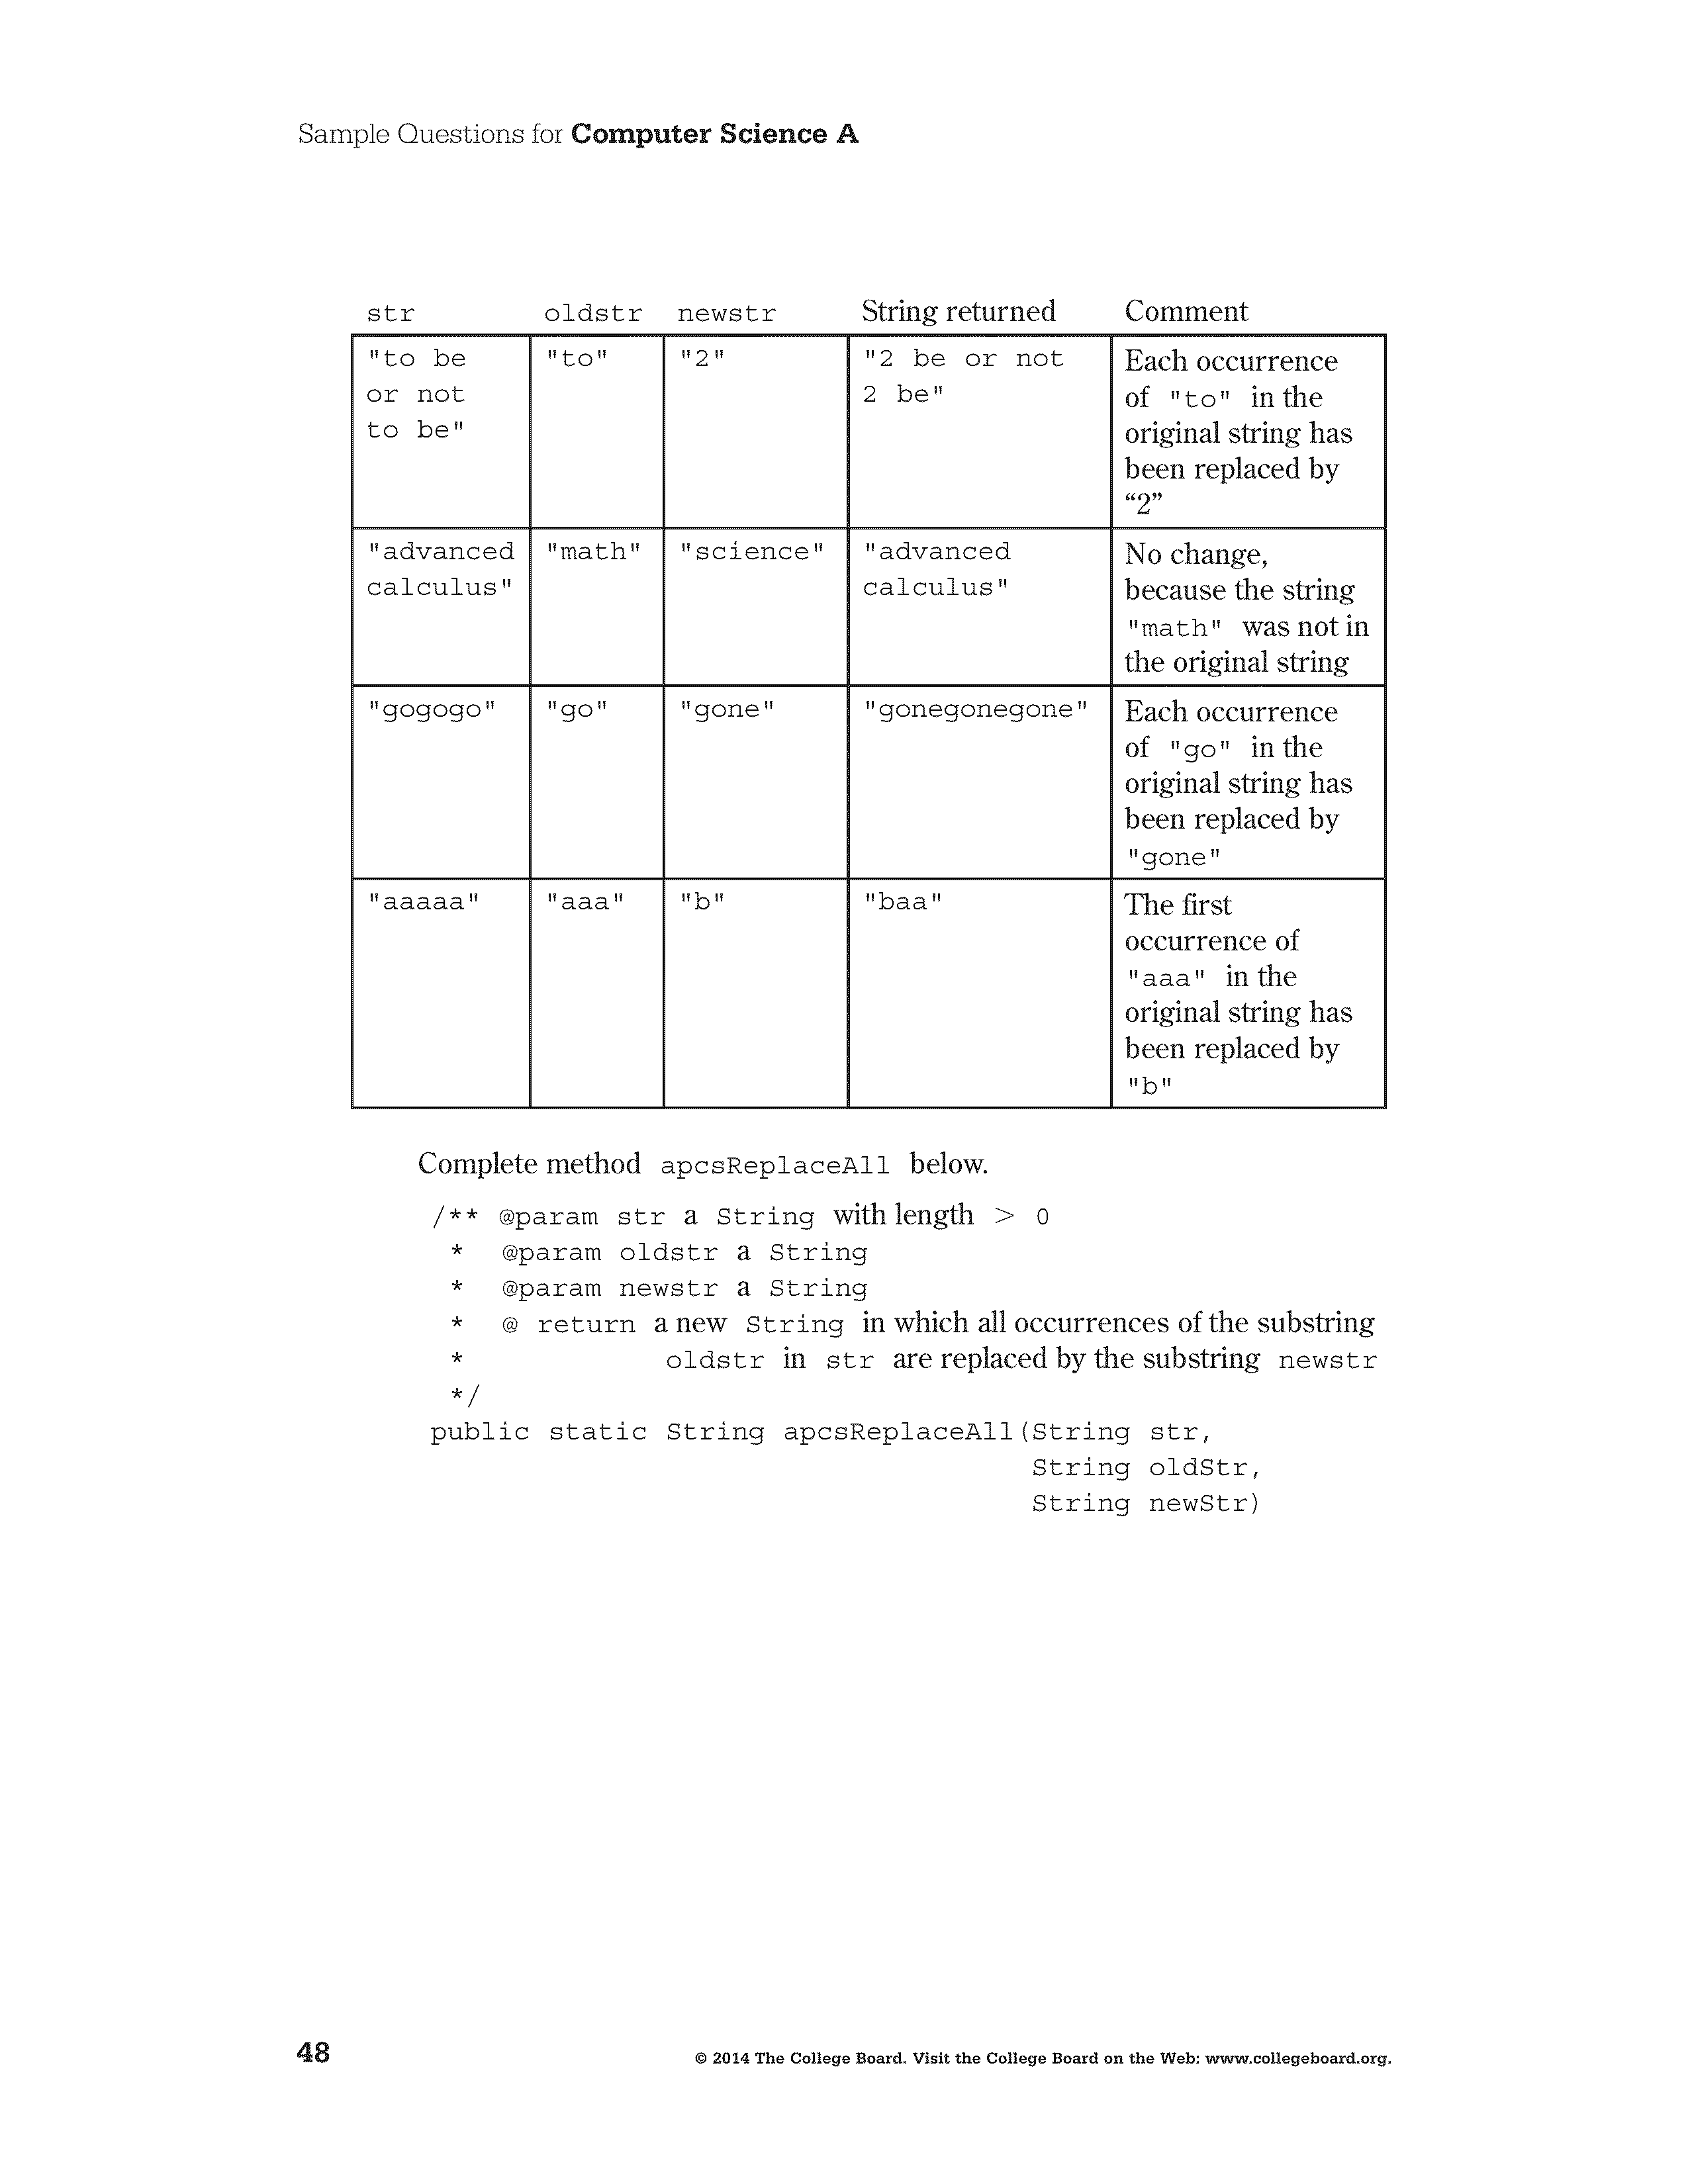 Sample Questions for Computer Science A
str oldstr newstr String returned Comment
"to be
or not
to be"
"to"
"2"
"2 be or not
2 be"
Each occurrence
of "to" in the
original string has
been replaced by
“2”
"advanced
calculus"
"math"
"science"
"advanced
calculus"
No change,
because the string
"math" was not in
the original string
"gogogo"
"go"
"gone"
"gonegonegone"
Each occurrence
of "go" in the
original string has
been replaced by
"gone"
"aaaaa"
"aaa"
"b"
"baa"
The first
occurrence of
"aaa" in the
original string has
been replaced by
"b"
Complete method apcsReplaceAll below.
/** @param str a String with length > 0
* @param oldstr a String
* @param newstr a String
* @ return a new String in which all occurrences of the substring
* oldstr in str are replaced by the substring newstr
*/
public static String apcsReplaceAll(String str,
String oldStr,
String newStr)
48
© 2014 The College Board. Visit the College Board on the Web: www.collegeboard.org.